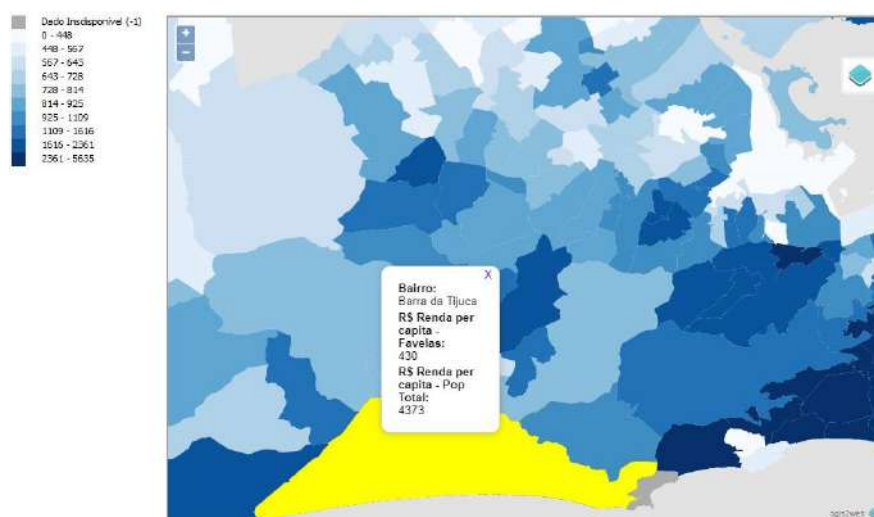 Dado Insdisponível (-1)
0 - 448
448 - 567
567 - 643
643 - 728
728 - 814
814 - 925
925 - 1109
1109 - 1616
1616 - 2361
2361 - 5635
+
−
X
Bairro:
Barra da Tijuca
R$ Renda per
capita -
Favelas:
430
R$ Renda per
capita - Pop
Total:
4373